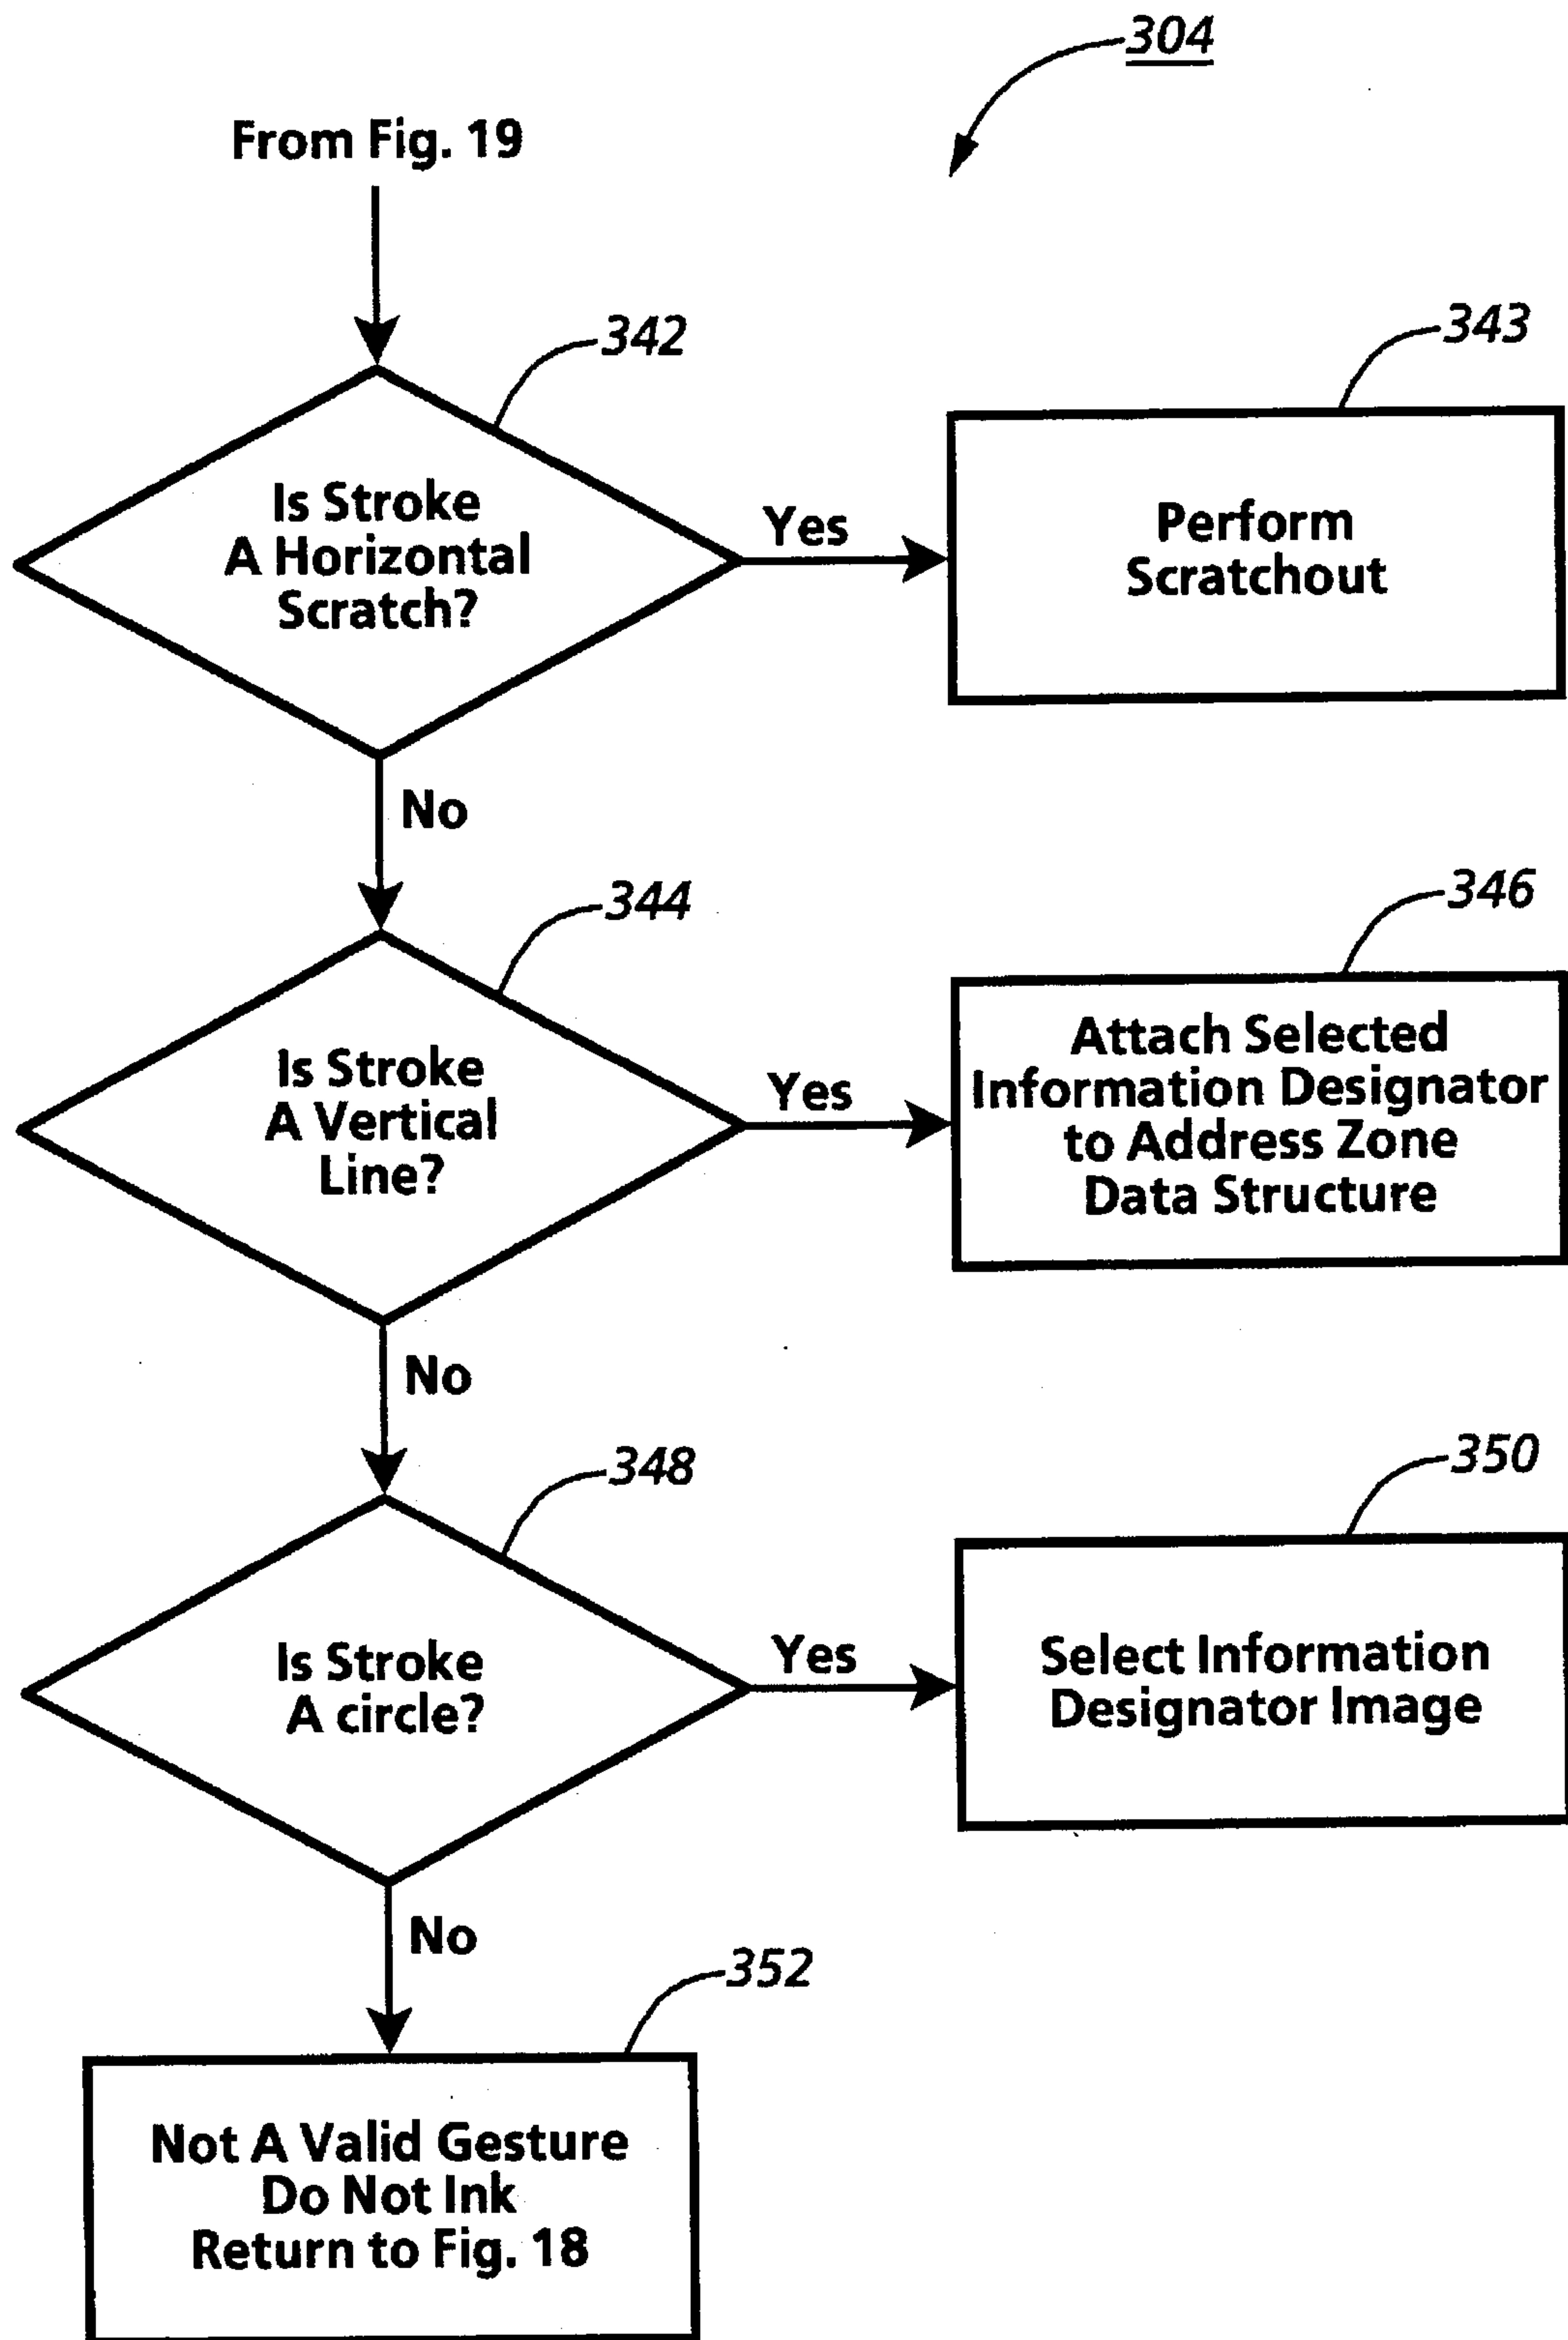 304
From Fig. 19
342
Is Stroke
A Horizontal
Scratch?
Yes
343
Perform
Scratchout
No
344
Is Stroke
A Vertical
Line?
Yes
346
Attach Selected
Information Designator
to Address Zone
Data Structure
No
348
Is Stroke
A circle?
Yes
350
Select Information
Designator Image
No
352
Not A Valid Gesture
Do Not Ink
Return to Fig. 18